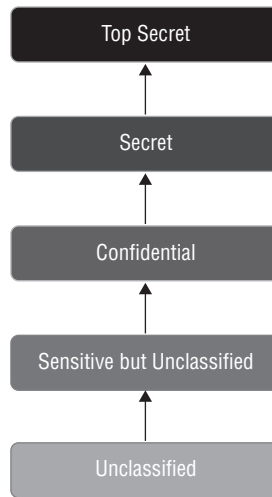 Top Secret
Secret
Confidential
Sensitive but Unclassified
Unclassified